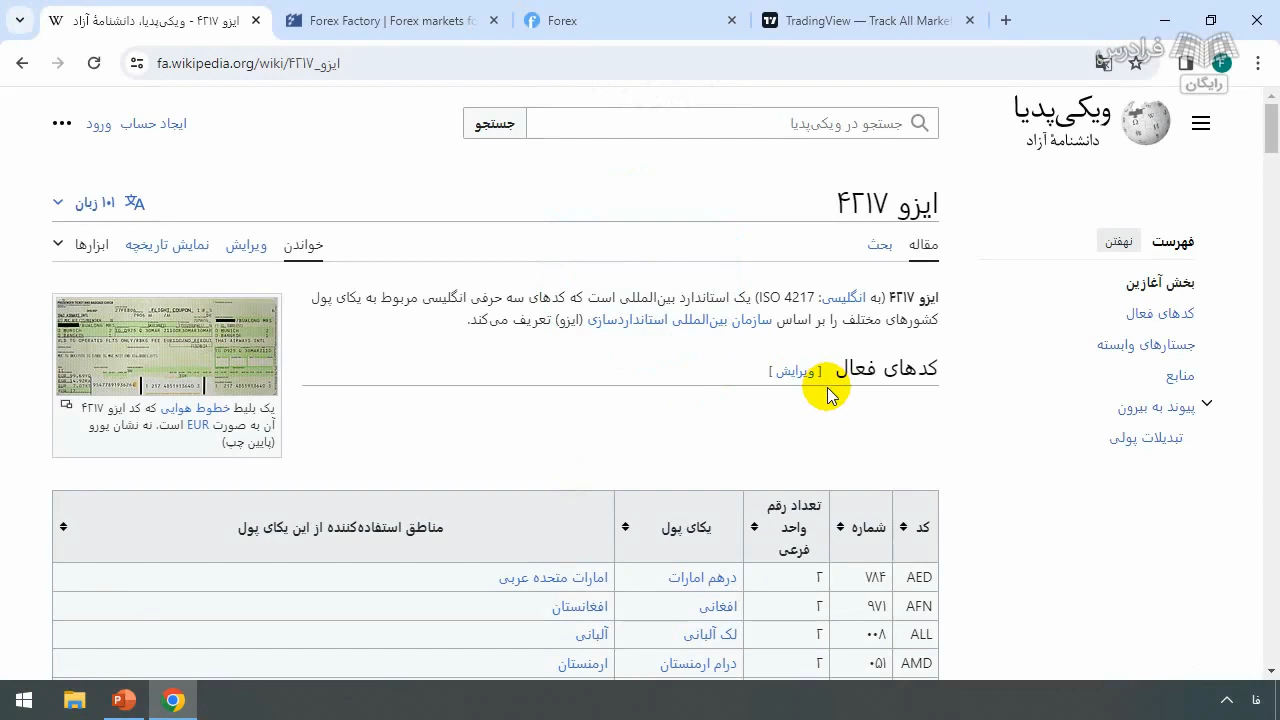 ایزو ۴۲۱۷ - ویکی‌پدیا، دانشنامهٔ آزاد
Forex Factory | Forex markets fo
Forex
TradingView — Track All Marke
fa.wikipedia.org/wiki/ایزو_۴۲۱۷
فرادرس
رایگان
ویکی‌پدیا
دانشنامهٔ آزاد
جستجو در ویکی‌پدیا
جستجو
ایجاد حساب
ورود
ایزو ۴۲۱۷
۱۰۱ زبان
مقاله
بحث
خواندن
ویرایش
نمایش تاریخچه
ابزارها
فهرست
نهفتن
بخش آغازین
کدهای فعال
جستارهای وابسته
منابع
پیوند به بیرون
تبدیلات پولی
ایزو ۴۲۱۷ (به انگلیسی: ISO 4217) یک استاندارد بین‌المللی است که کدهای سه حرفی انگلیسی مربوط به یکای پول
کشورهای مختلف را بر اساس سازمان بین‌المللی استانداردسازی (ایزو) تعریف می‌کند.
کدهای فعال [ ویرایش ]
یک بلیط خطوط هوایی که کد ایزو ۴۲۱۷
آن به صورت EUR است. نه نشان یورو
(پایین چپ)
کد
شماره
تعداد رقم
واحد
فرعی
یکای پول
مناطق استفاده‌کننده از این یکای پول
AED ۷۸۴ ۲ درهم امارات امارات متحده عربی
AFN ۹۷۱ ۲ افغانی افغانستان
ALL ۰۰۸ ۲ لک آلبانی آلبانی
AMD ۰۵۱ ۲ درام ارمنستان ارمنستان
فا